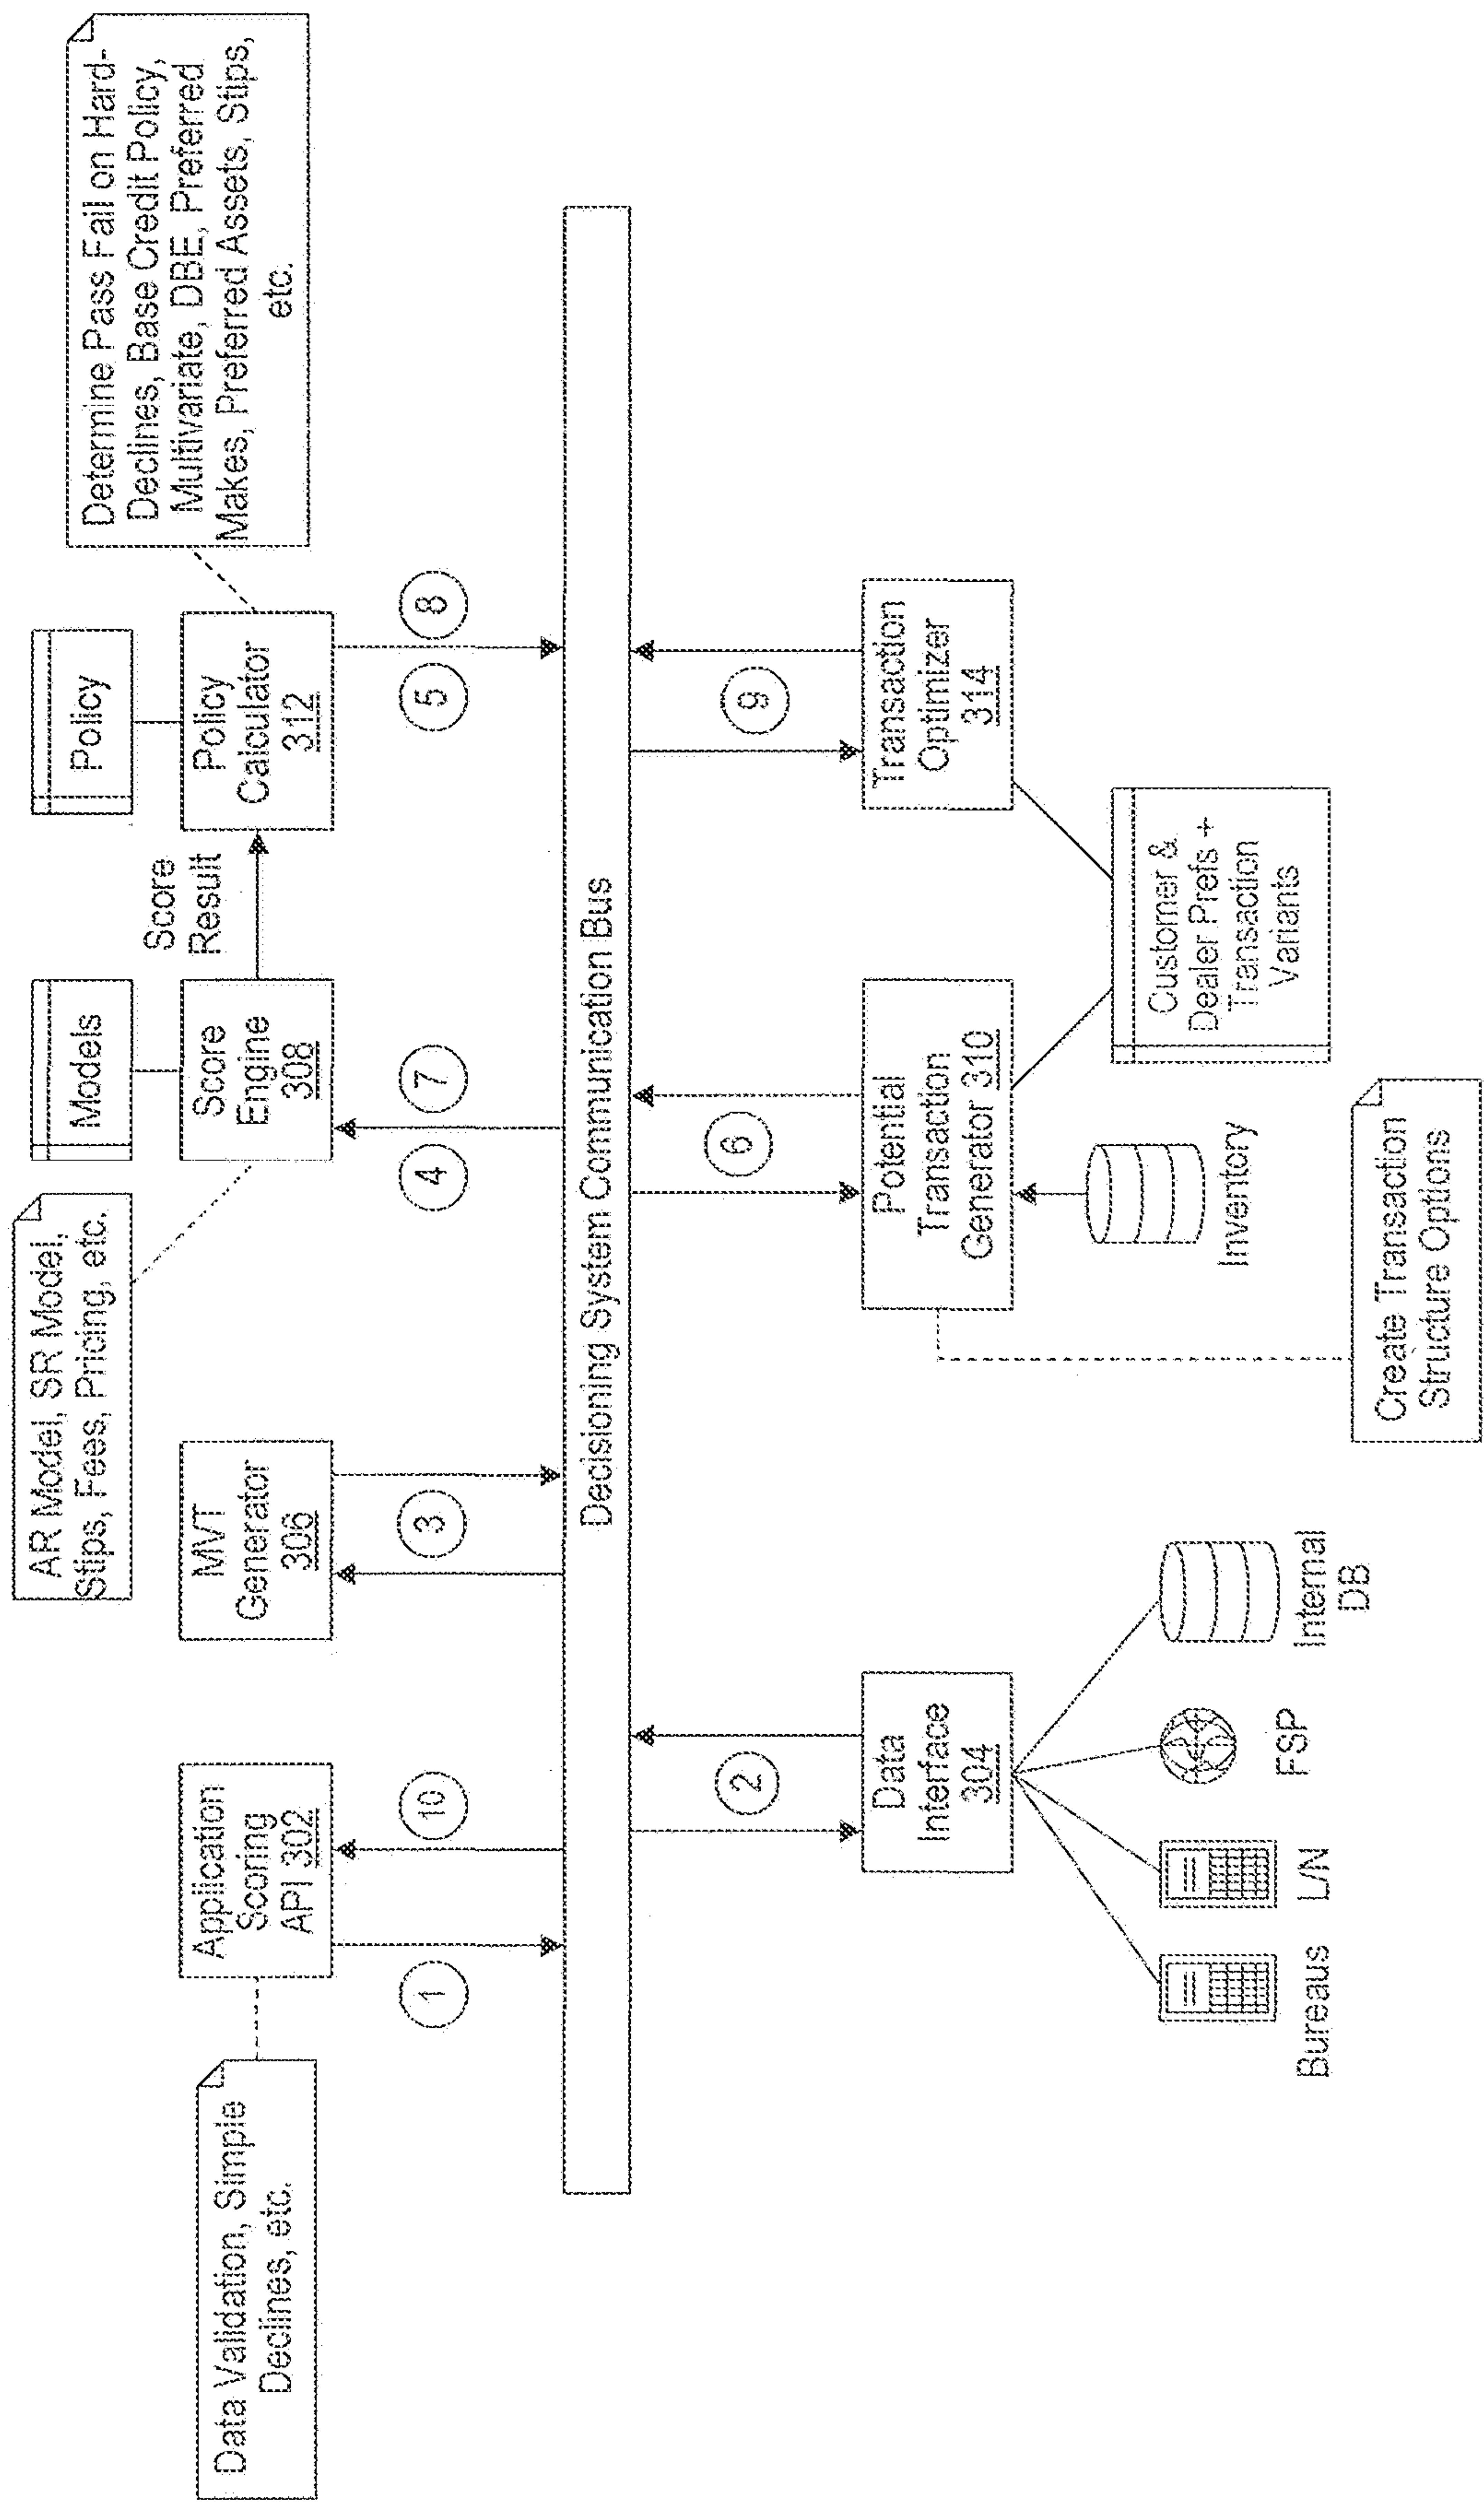 Data Validation, Simple
Declines, etc.
Application
Scoring
API 302
1
10
MVT
Generator
306
3
AR Model, SR Model,
Stips, Fees, Pricing, etc.
Models
Score
Engine
308
4
7
Score
Result
Policy
Policy
Calculator
312
5
8
Determine Pass Fail on Hard-
Declines, Base Credit Policy,
Multivariate, DBE, Preferred
Makes, Preferred Assets, Stips,
etc.
Decisioning System Communication Bus
2
Data
Interface
304
Bureaus
L/N
FSP
Internal
DB
6
Potential
Transaction
Generator 310
Inventory
Create Transaction
Structure Options
9
Transaction
Optimizer
314
Customer &
Dealer Prefs +
Transaction
Variants